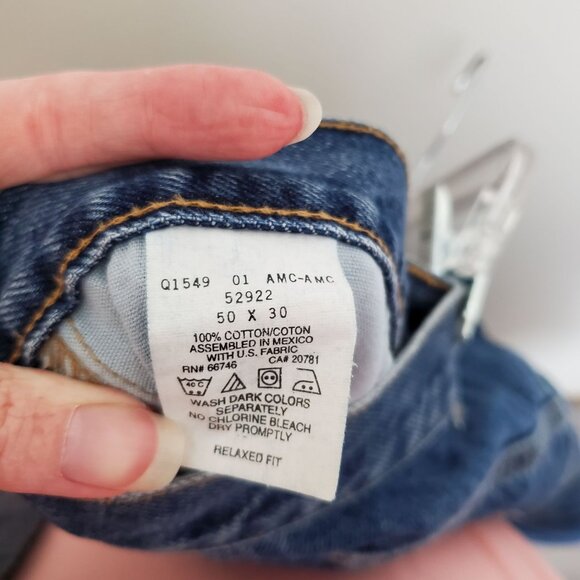 Q1549 01 AMC-AMC
52922
50 X 30
100% COTTON/COTON
ASSEMBLED IN MEXICO
WITH U.S. FABRIC
RN# 66746 CA# 20781
40 C
WASH DARK COLORS
SEPARATELY
NO CHLORINE BLEACH
DRY PROMPTLY
RELAXED FIT